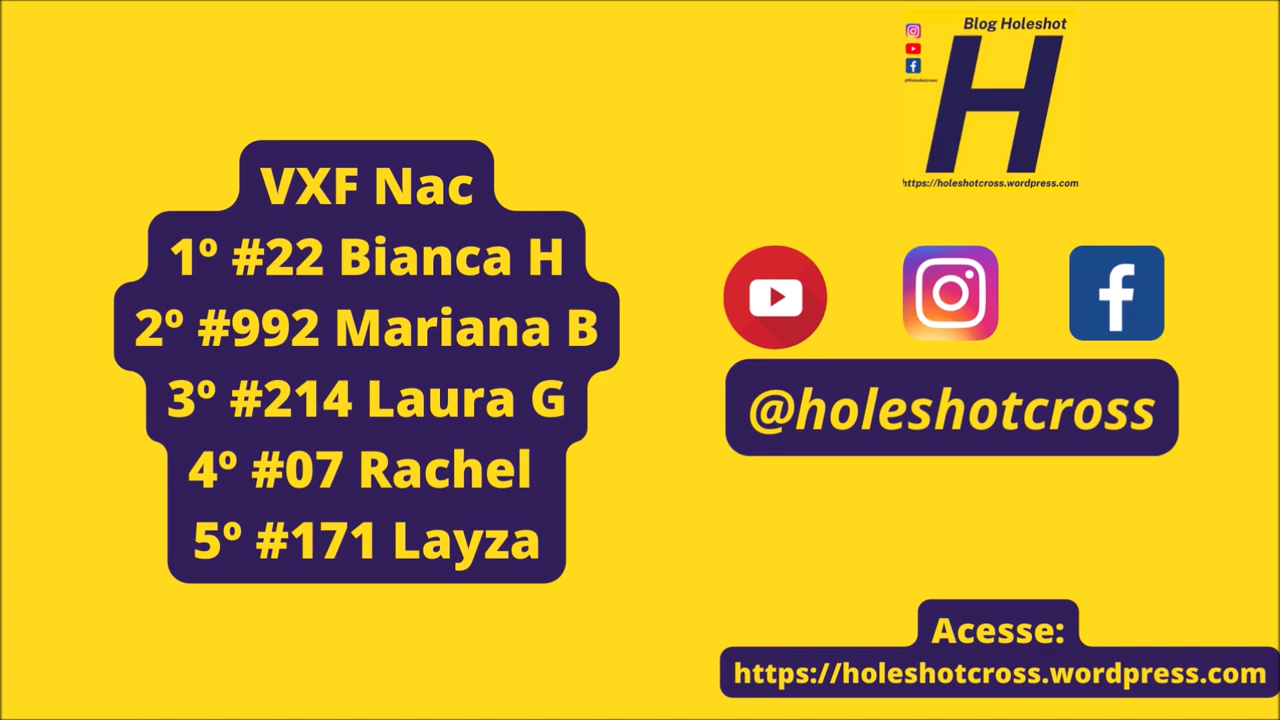 VXF Nac
1º #22 Bianca H
2º #992 Mariana B
3º #214 Laura G
4º #07 Rachel
5º #171 Layza
Blog Holeshot
@holeshotcross
H
https://holeshotcross.wordpress.com
@holeshotcross
Acesse:
https://holeshotcross.wordpress.com